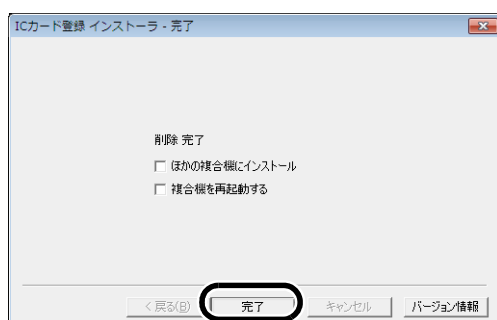 ICカード登録 インストーラ - 完了
削除 完了
ほかの複合機にインストール
複合機を再起動する
< 戻る(B) 完了 キャンセル バージョン情報